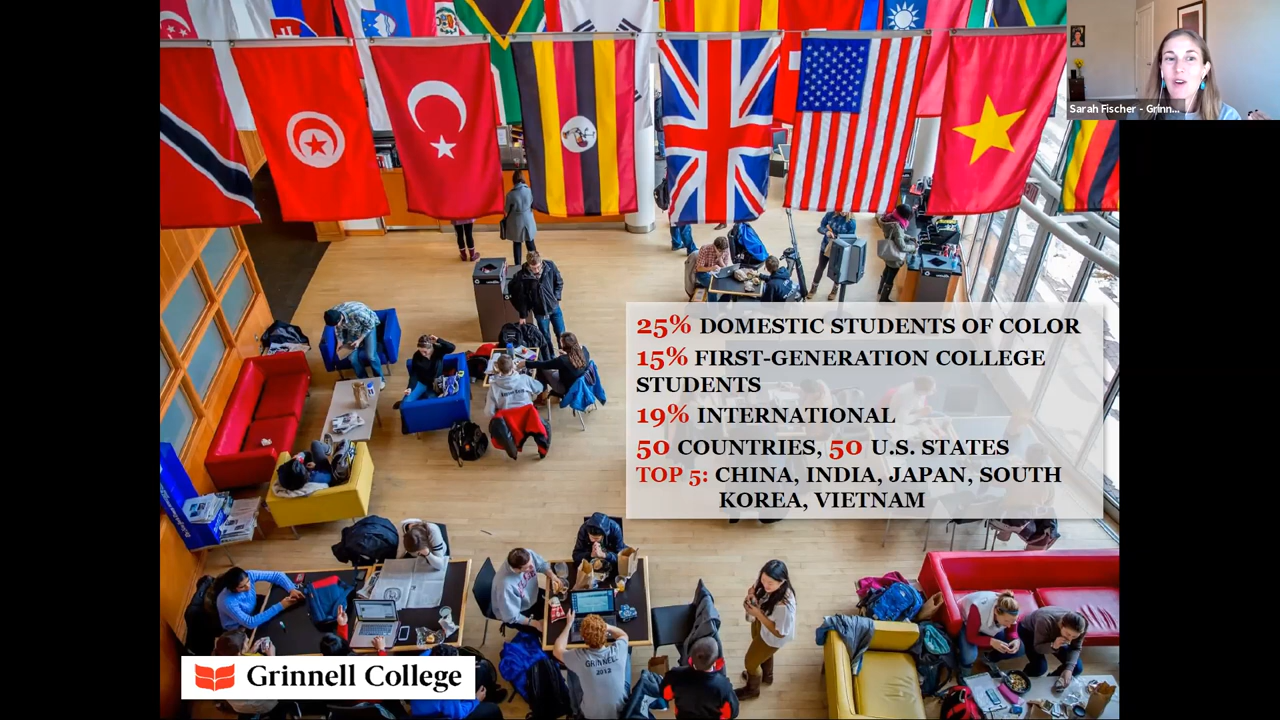 Sarah Fischer - Grinn...
25% DOMESTIC STUDENTS OF COLOR
15% FIRST-GENERATION COLLEGE
STUDENTS
19% INTERNATIONAL
50 COUNTRIES, 50 U.S. STATES
TOP 5: CHINA, INDIA, JAPAN, SOUTH
KOREA, VIETNAM
GRINNELL
Grinnell College